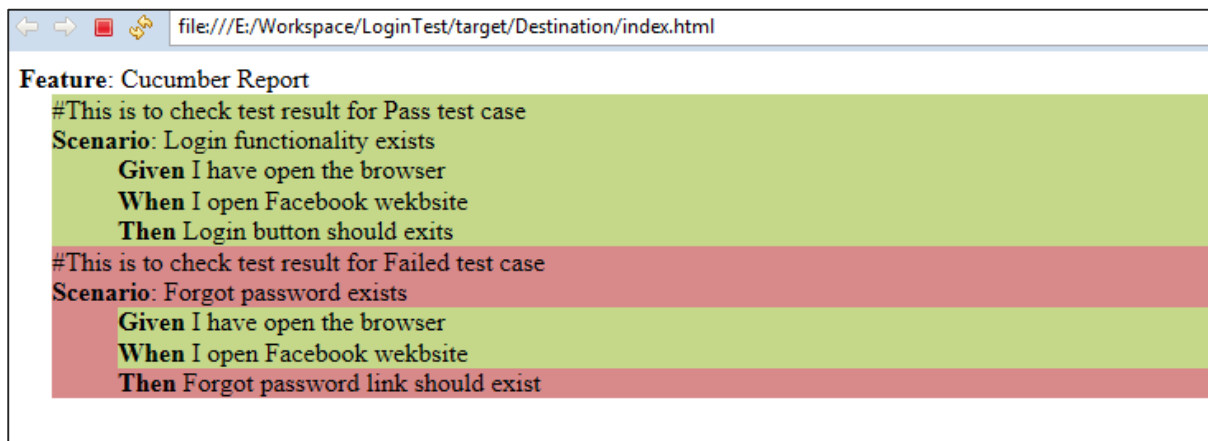 file:///E:/Workspace/LoginTest/target/Destination/index.html
Feature: Cucumber Report
#This is to check test result for Pass test case
Scenario: Login functionality exists
Given I have open the browser
When I open Facebook wekbsite
Then Login button should exits
#This is to check test result for Failed test case
Scenario: Forgot password exists
Given I have open the browser
When I open Facebook wekbsite
Then Forgot password link should exist